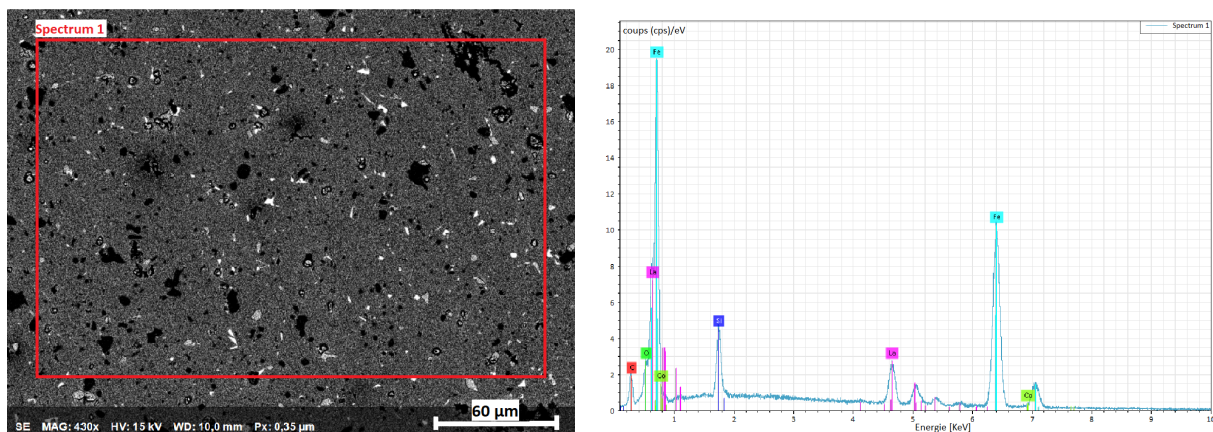 Spectrum 1
60 µm
SE MAG: 430x HV: 15 kV WD: 10,0 mm Px: 0,35 µm
coups (cps)/eV
Spectrum 1
20
18
16
14
12
10
8
6
4
2
0
Fe
La
O
C
Co
Si
La
Fe
Co
2
3
4
5
6
7
8
9
10
Energie [KeV]